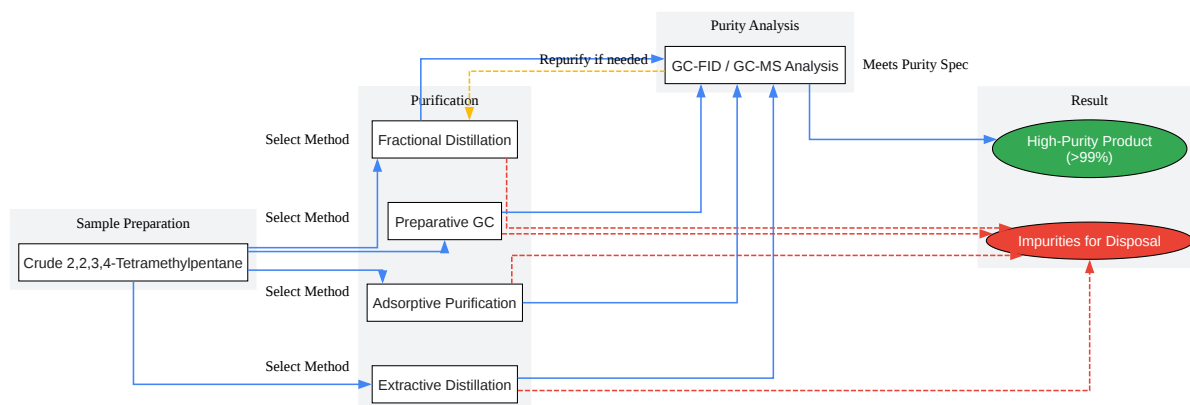 Purity Analysis
Repurify if needed
GC-FID / GC-MS Analysis
Meets Purity Spec
Purification
Result
Select Method
Fractional Distillation
High-Purity Product
(>99%)
Select Method
Preparative GC
Sample Preparation
Impurities for Disposal
Crude 2,2,3,4-Tetramethylpentane
Select Method
Adsorptive Purification
Select Method
Extractive Distillation